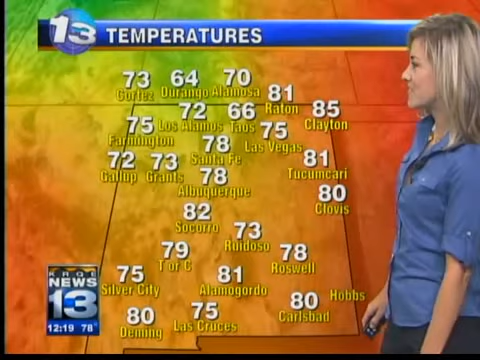 13 TEMPERATURES
73 64 70
Cortez Durango Alamosa 81 85
72 66 Raton
75 Los Alamos Taos 75 Clayton
Farmington 78 Las Vegas
72 73 Santa Fe 81
Gallup Grants 78 Tucumcari
Albuquerque 80
82 Clovis
Socorro 73
79 Ruidoso 78
T or C Roswell
75 81
Silver City Alamogordo 80 Hobbs
80 75 Carlsbad
Deming Las Cruces
KRQE
NEWS
13
12:19 78°